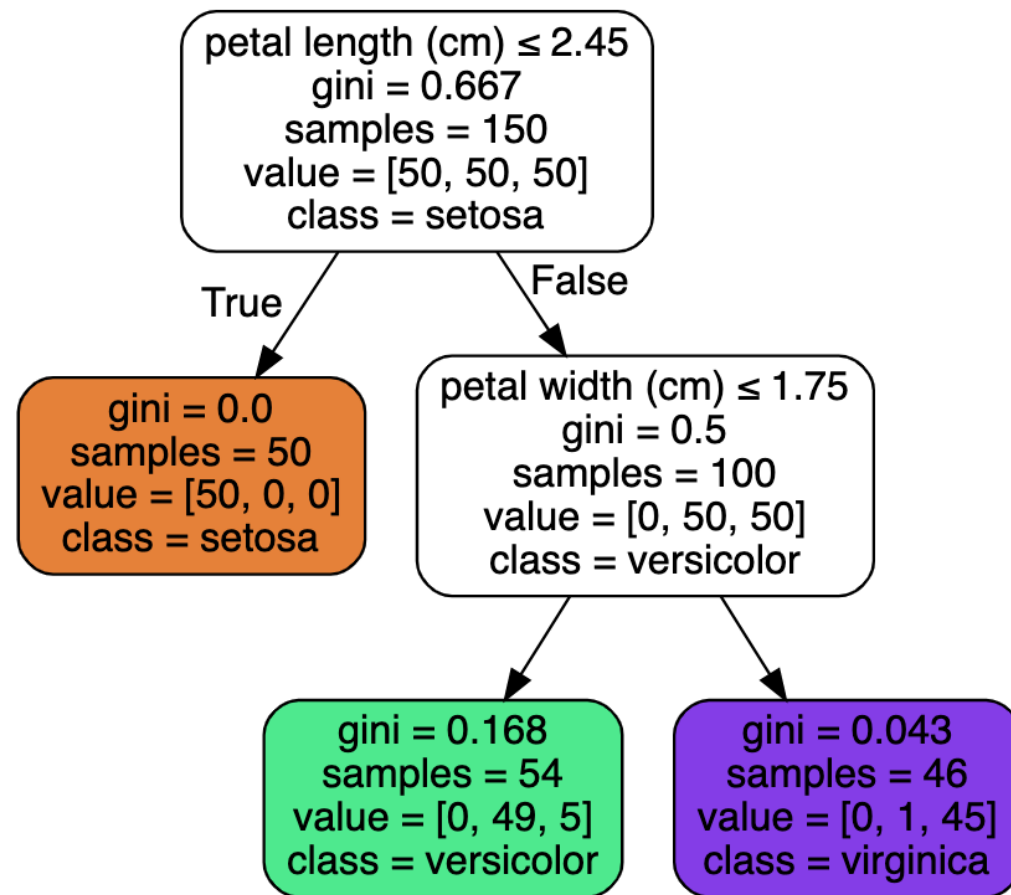 petal length (cm) ≤ 2.45
gini = 0.667
samples = 150
value = [50, 50, 50]
class = setosa
True
False
gini = 0.0
samples = 50
value = [50, 0, 0]
class = setosa
petal width (cm) ≤ 1.75
gini = 0.5
samples = 100
value = [0, 50, 50]
class = versicolor
gini = 0.168
samples = 54
value = [0, 49, 5]
class = versicolor
gini = 0.043
samples = 46
value = [0, 1, 45]
class = virginica